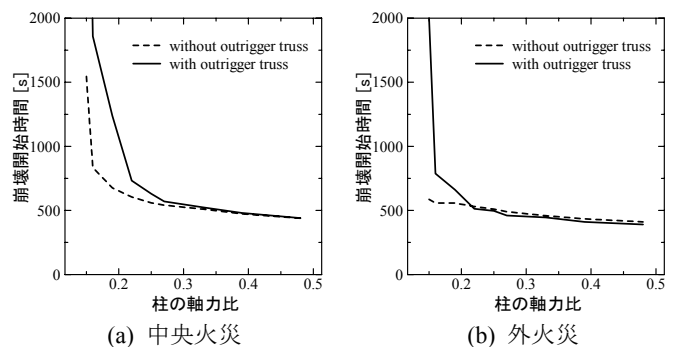 2000
1500
1000
500
0
崩壊開始時間 [s]
without outrigger truss
with outrigger truss
0.2 0.3 0.4 0.5
柱の軸力比
(a) 中央火災
2000
1500
1000
500
0
崩壊開始時間 [s]
without outrigger truss
with outrigger truss
0.2 0.3 0.4 0.5
柱の軸力比
(b) 外火災